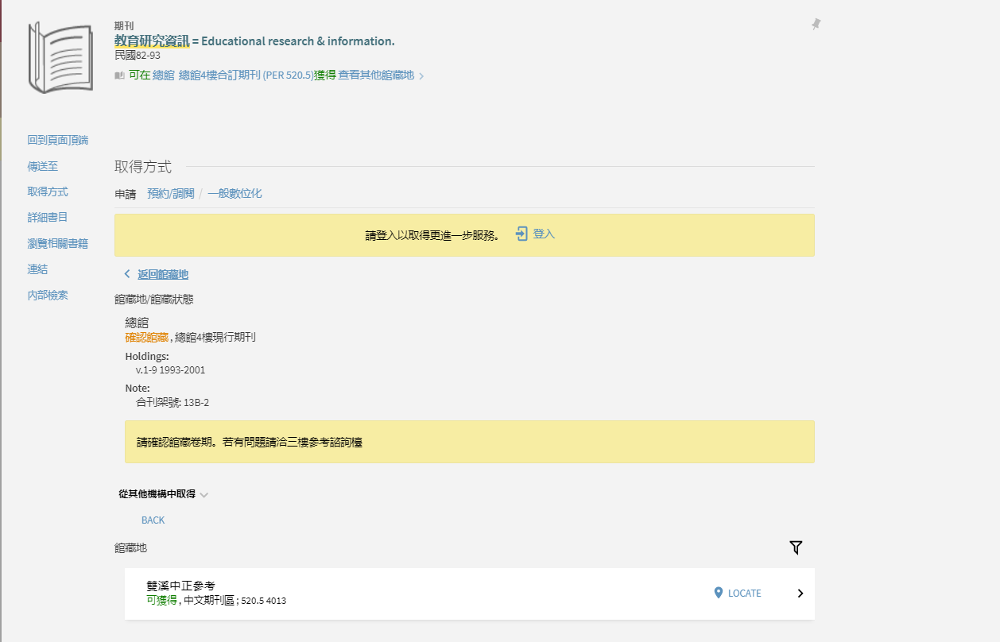 期刊
教育研究資訊 = Educational research & information.
民國82-93
可在 總館 總館4樓合訂期刊 (PER 520.5)獲得 查看其他館藏地
回到頁面頂端
傳送至
取得方式
詳細書目
瀏覽相關書籍
連結
內部檢索
取得方式
申請 預約/調閱 / 一般數位化
請登入以取得更進一步服務。 登入
返回館藏地
館藏地/館藏狀態
總館
確認館藏 , 總館4樓現行期刊
Holdings:
v.1-9 1993-2001
Note:
合刊架號: 13B-2
請確認館藏卷期。若有問題請洽三樓參考諮詢檯
從其他機構中取得
BACK
館藏地
雙溪中正參考
可獲得 , 中文期刊區 ; 520.5 4013
LOCATE